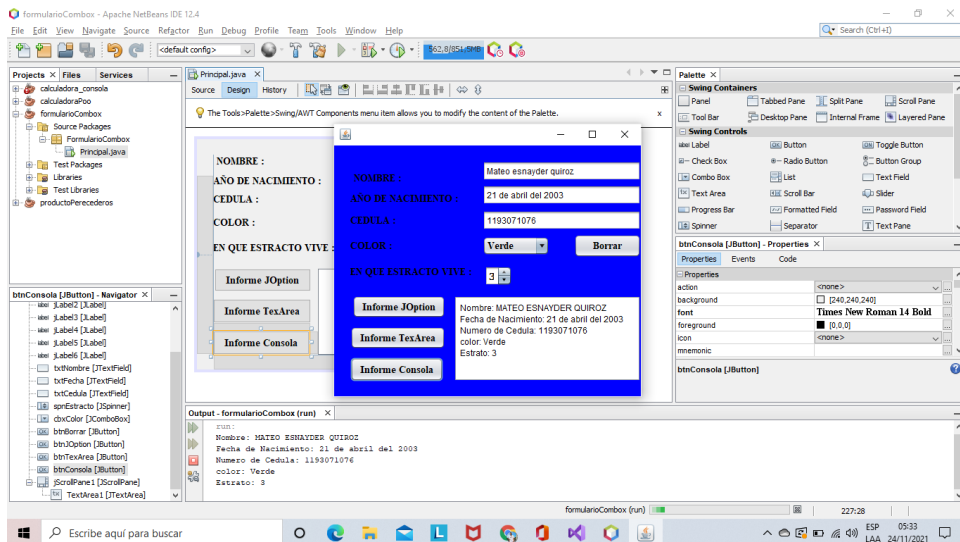 formularioCombox - Apache NetBeans IDE 12.4
File Edit View Navigate Source Refactor Run Debug Profile Team Tools Window Help
Search (Ctrl+I)
<default config>
562,8/851,5MB
Projects Files Services
calculadora_consola
calculadoraPoo
formularioCombox
Source Packages
FormularioCombox
Principal.java
Test Packages
Libraries
Test Libraries
productoPerecederos
btnConsola [JButton] - Navigator
jLabel2 [JLabel]
jLabel3 [JLabel]
jLabel4 [JLabel]
jLabel5 [JLabel]
jLabel6 [JLabel]
txtNombre [JTextField]
txtFecha [JTextField]
txtCedula [JTextField]
spnEstracto [JSpinner]
cbxColor [JComboBox]
btnBorrar [JButton]
btnJOption [JButton]
btnTexArea [JButton]
btnConsola [JButton]
jScrollPane1 [JScrollPane]
TextArea1 [JTextArea]
Principal.java
Source Design History
The Tools>Palette>Swing/AWT Components menu item allows you to modify the content of the Palette.
NOMBRE :
AÑO DE NACIMIENTO :
CEDULA :
COLOR :
EN QUE ESTRACTO VIVE :
Informe JOption
Informe TexArea
Informe Consola
NOMBRE : Mateo esnayder quiroz
AÑO DE NACIMIENTO : 21 de abril del 2003
CEDULA : 1193071076
COLOR : Verde Borrar
EN QUE ESTRACTO VIVE : 3
Informe JOption
Informe TexArea
Informe Consola
Nombre: MATEO ESNAYDER QUIROZ
Fecha de Nacimiento: 21 de abril del 2003
Numero de Cedula: 1193071076
color: Verde
Estrato: 3
Output - formularioCombox (run)
run:
Nombre: MATEO ESNAYDER QUIROZ
Fecha de Nacimiento: 21 de abril del 2003
Numero de Cedula: 1193071076
color: Verde
Estrato: 3
Palette
Swing Containers
Panel Tabbed Pane Split Pane Scroll Pane
Tool Bar Desktop Pane Internal Frame Layered Pane
Swing Controls
Label Button Toggle Button
Check Box Radio Button Button Group
Combo Box List Text Field
Text Area Scroll Bar Slider
Progress Bar Formatted Field Password Field
Spinner Separator Text Pane
btnConsola [JButton] - Properties
Properties Events Code
Properties
action <none>
background [240,240,240]
font Times New Roman 14 Bold
foreground [0,0,0]
icon <none>
mnemonic
btnConsola [JButton]
formularioCombox (run) 227:28
Escribe aquí para buscar
ESP 05:33
LAA 24/11/2021